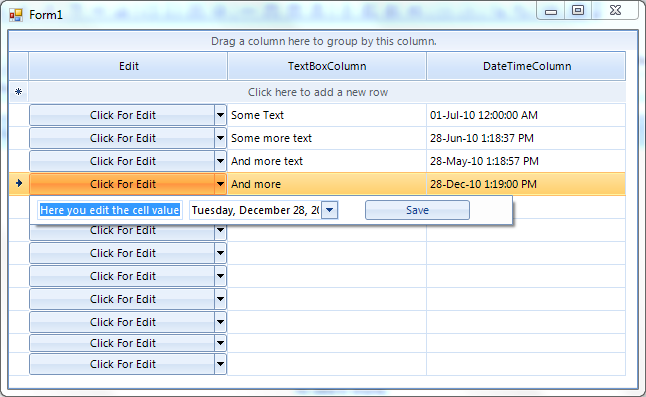 Form1
Drag a column here to group by this column.
Edit TextBoxColumn DateTimeColumn
Click here to add a new row
Click For Edit Some Text 01-Jul-10 12:00:00 AM
Click For Edit Some more text 28-Jun-10 1:18:37 PM
Click For Edit And more text 28-May-10 1:18:57 PM
Click For Edit And more 28-Dec-10 1:19:00 PM
Here you edit the cell value Tuesday, December 28, 20 Save
Click For Edit
Click For Edit
Click For Edit
Click For Edit
Click For Edit
Click For Edit
Click For Edit